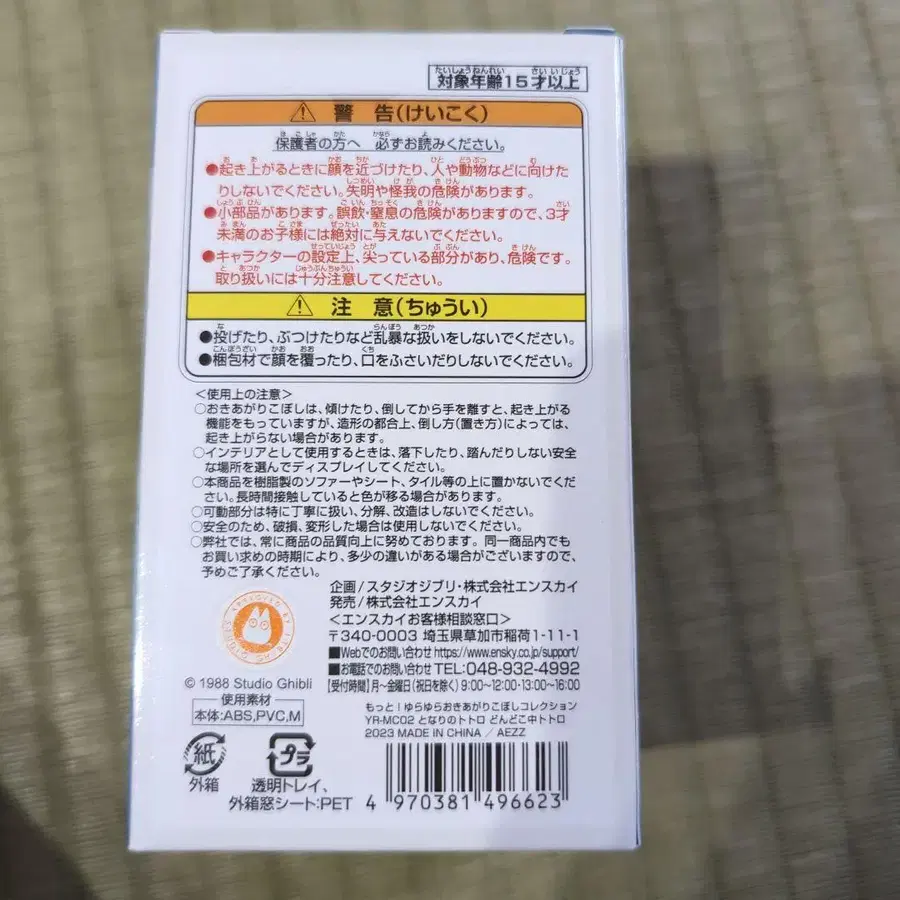 対象年齢15才以上
⚠ 警 告(けいこく)
保護者の方へ 必ずお読みください。
●起き上がるときに顔を近づけたり、人や動物などに向けた
りしないでください。失明や怪我の危険があります。
●小部品があります。誤飲・窒息の危険がありますので、3才
未満のお子様には絶対に与えないでください。
●キャラクターの設定上、尖っている部分があり、危険です。
取り扱いには十分注意してください。
⚠ 注 意(ちゅうい)
●投げたり、ぶつけたりなど乱暴な扱いをしないでください。
●梱包材で顔を覆ったり、口をふさいだりしないでください。
<使用上の注意>
○おきあがりこぼしは、傾けたり、倒してから手を離すと、起き上がる
機能をもっていますが、造形の都合上、倒し方(置き方)によっては、
起き上がらない場合があります。
○インテリアとして使用するときは、落下したり、踏んだりしない安全
な場所を選んでディスプレイしてください。
○本商品を樹脂製のソファーやシート、タイル等の上に置かないでくだ
さい。長時間接触していると色が移る場合があります。
○可動部分は特に丁寧に扱い、分解、改造はしないでください。
○安全のため、破損、変形した場合は使用しないでください。
○弊社では、常に商品の品質向上に努めております。同一商品内でも
お買い求めの時期により、多少の違いがある場合がございますので、
予めご了承ください。
企画/スタジオジブリ・株式会社エンスカイ
発売/株式会社エンスカイ
<エンスカイお客様相談窓口>
〒340-0003 埼玉県草加市稲荷1-11-1
■Webでのお問い合わせ https://www.ensky.co.jp/support/
■お電話でのお問い合わせ TEL:048-932-4992
【受付時間】月~金曜日(祝日を除く) 9:00~12:00・13:00~16:00
© 1988 Studio Ghibli
使用素材
本体:ABS,PVC,M
もっと!ゆらゆらおきあがりこぼしコレクション
YR-MC02 となりのトトロ どんどこ中トトロ
2023 MADE IN CHINA / AEZZ
紙
外箱
プラ
透明トレイ、
外箱窓シート:PET
4 970381 496623